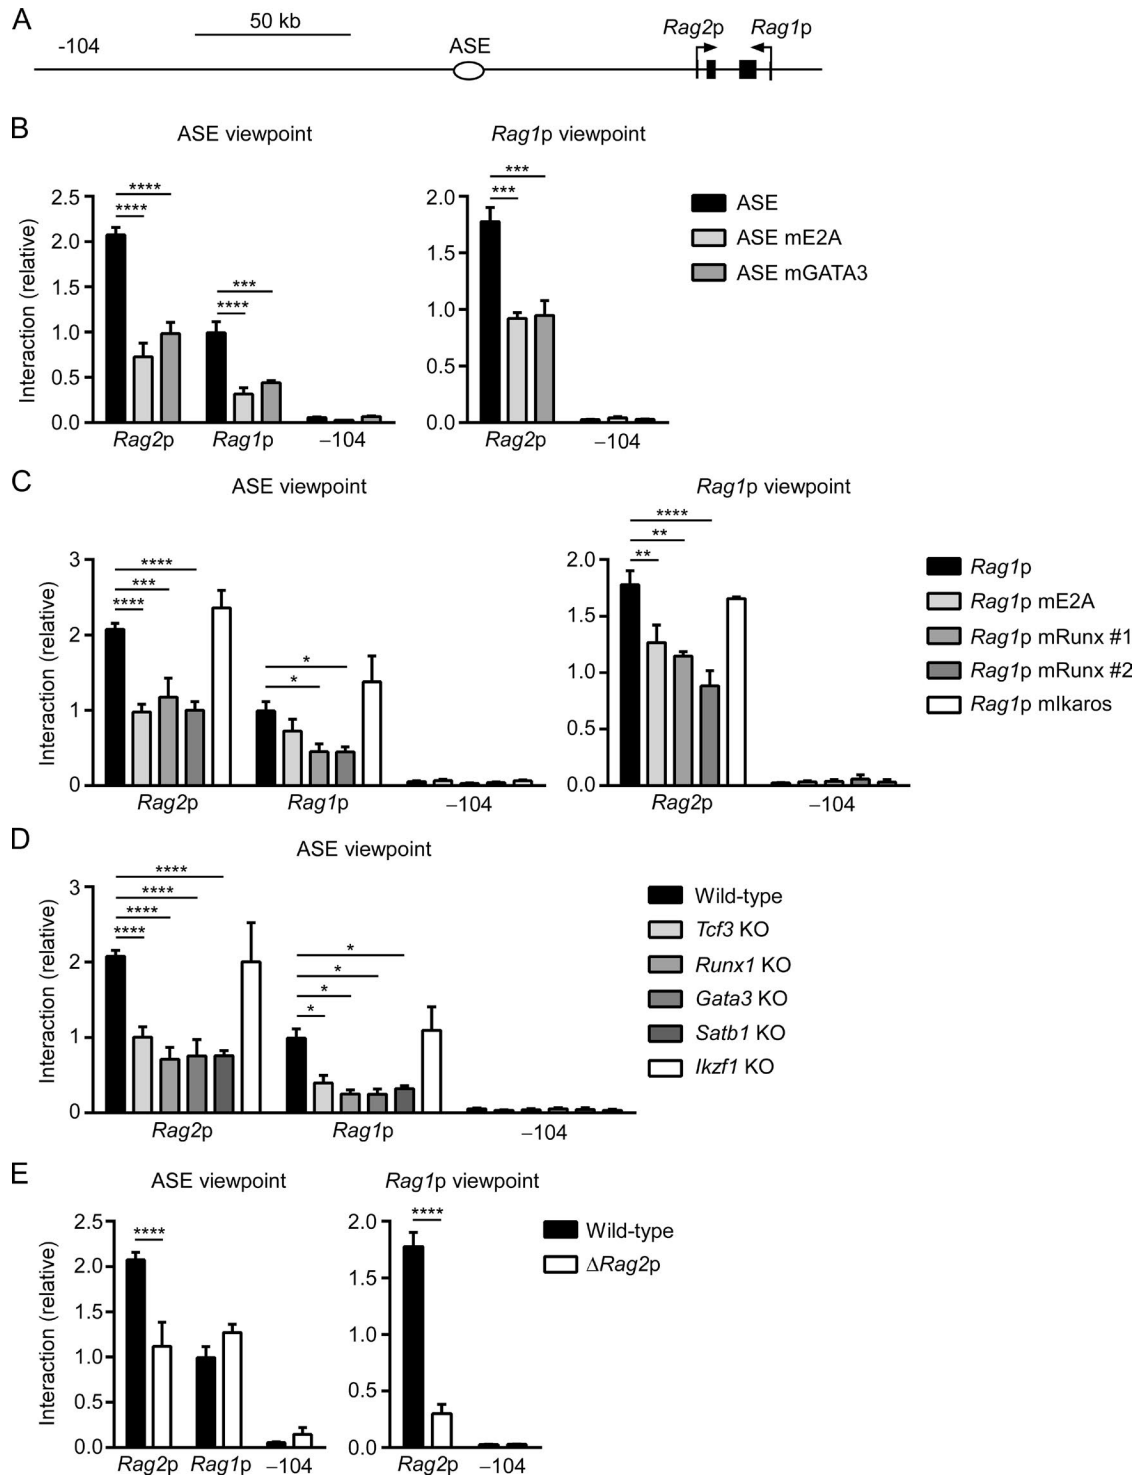 A
50 kb
-104
ASE
Rag2p
Rag1p
B
ASE viewpoint
Rag1p viewpoint
Interaction (relative)
2.5
2.0
1.5
1.0
0.5
0.0
**** **** **** ***
Rag2p Rag1p −104
2.0
1.5
1.0
0.5
0.0
*** ***
Rag2p −104
ASE
ASE mE2A
ASE mGATA3
C
ASE viewpoint
Rag1p viewpoint
Interaction (relative)
3
2
1
0
**** *** **** * *
Rag2p Rag1p −104
2.0
1.5
1.0
0.5
0.0
** ** ****
Rag2p −104
Rag1p
Rag1p mE2A
Rag1p mRunx #1
Rag1p mRunx #2
Rag1p mIkaros
D
ASE viewpoint
Interaction (relative)
3
2
1
0
**** **** **** **** * * * *
Rag2p Rag1p −104
Wild-type
Tcf3 KO
Runx1 KO
Gata3 KO
Satb1 KO
Ikzf1 KO
E
ASE viewpoint
Rag1p viewpoint
Interaction (relative)
2.5
2.0
1.5
1.0
0.5
0.0
****
Rag2p Rag1p −104
2.0
1.5
1.0
0.5
0.0
****
Rag2p −104
Wild-type
ΔRag2p